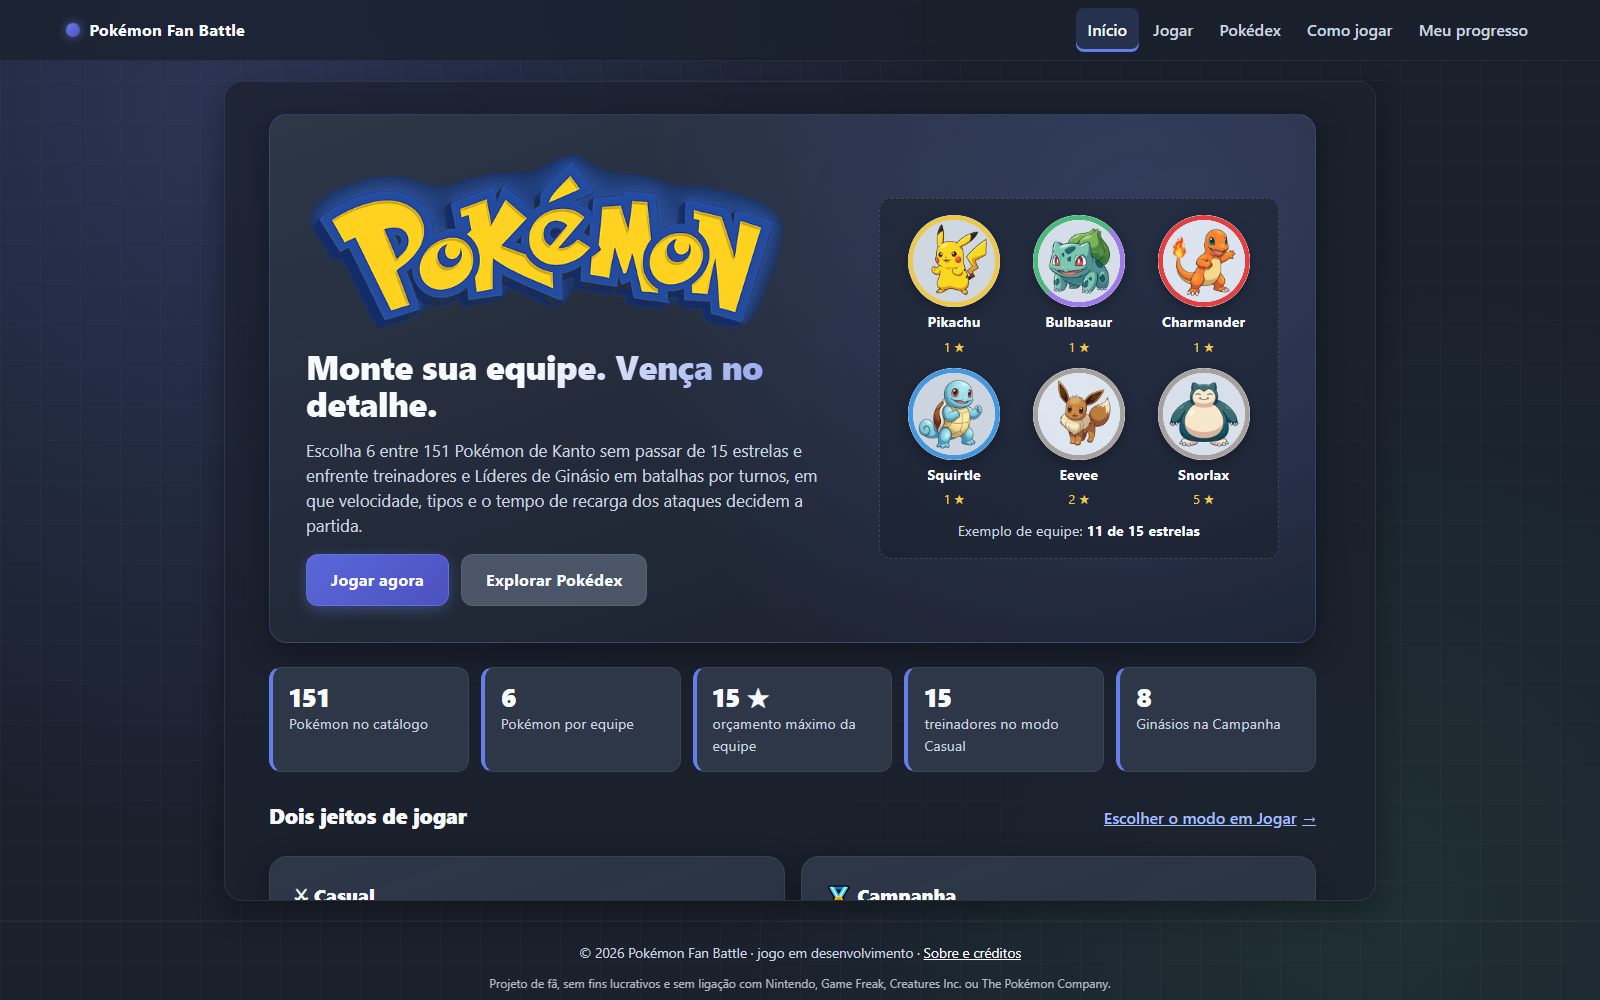 Pokémon Fan Battle
Início
Jogar
Pokédex
Como jogar
Meu progresso
POKéMON
Monte sua equipe. Vença no
detalhe.
Escolha 6 entre 151 Pokémon de Kanto sem passar de 15 estrelas e
enfrente treinadores e Líderes de Ginásio em batalhas por turnos, em
que velocidade, tipos e o tempo de recarga dos ataques decidem a
partida.
Jogar agora
Explorar Pokédex
Pikachu
1 ★
Bulbasaur
1 ★
Charmander
1 ★
Squirtle
1 ★
Eevee
2 ★
Snorlax
5 ★
Exemplo de equipe: 11 de 15 estrelas
151
Pokémon no catálogo
6
Pokémon por equipe
15 ★
orçamento máximo da
equipe
15
treinadores no modo
Casual
8
Ginásios na Campanha
Dois jeitos de jogar
Escolher o modo em Jogar →
Casual
Campanha
© 2026 Pokémon Fan Battle · jogo em desenvolvimento · Sobre e créditos
Projeto de fã, sem fins lucrativos e sem ligação com Nintendo, Game Freak, Creatures Inc. ou The Pokémon Company.